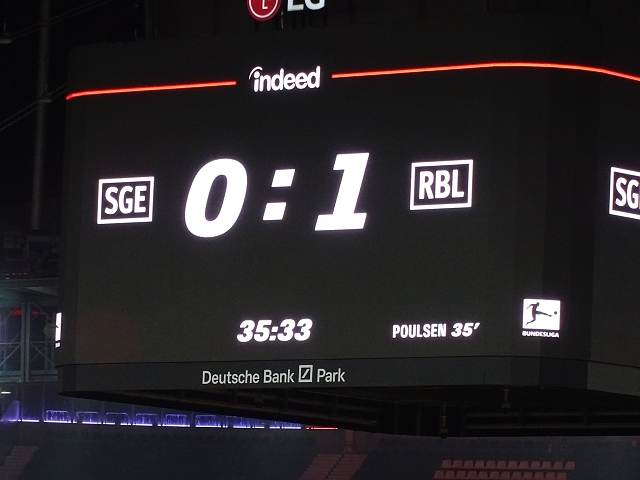 LG
indeed
SGE 0:1 RBL SG
35:33 POULSEN 35′
BUNDESLIGA
Deutsche Bank Park